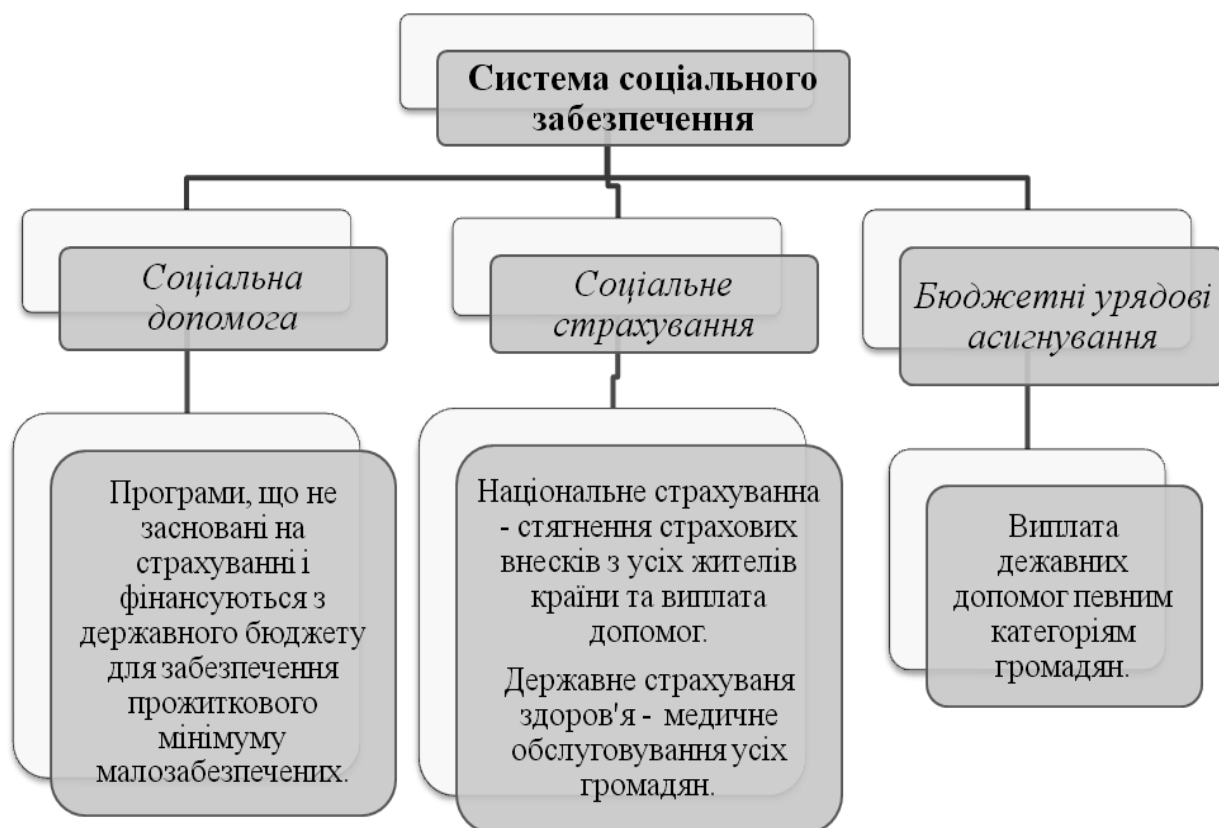 Система соціального
забезпечення
Соціальна
допомога
Соціальне
страхування
Бюджетні урядові
асигнування
Програми, що не
засновані на
страхуванні і
фінансуються з
державного бюджету
для забезпечення
прожиткового
мінімуму
малозабезпечених.
Національне страхуванна
- стягнення страхових
внесків з усіх жителів
країни та виплата
допомог.
Державне страхуваня
здоров'я - медичне
обслуговування усіх
громадян.
Виплата
дежавних
допомог певним
категоріям
громадян.